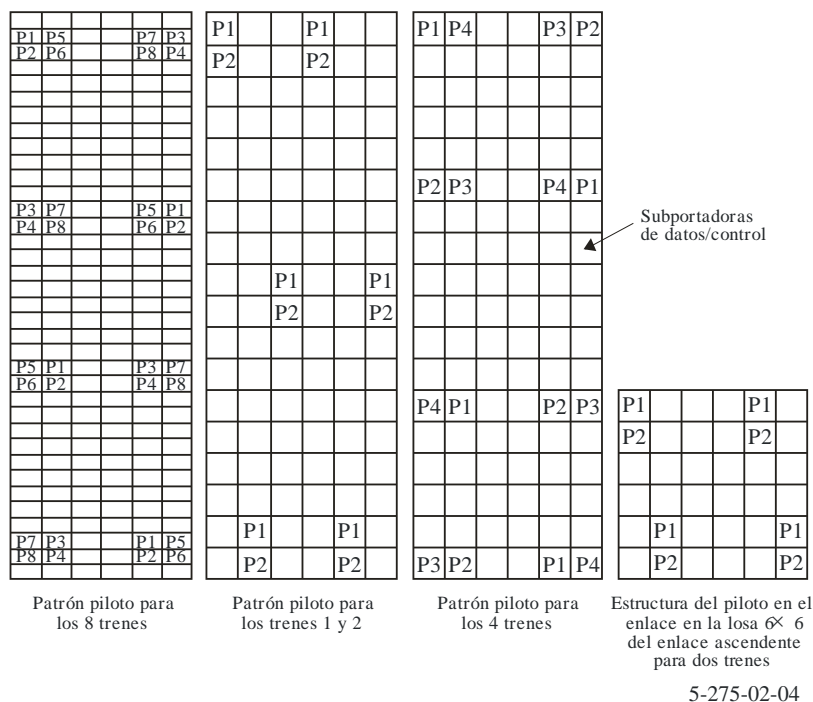 P1 P5 P7 P3
P2 P6 P8 P4
P3 P7 P5 P1
P4 P8 P6 P2
P5 P1 P3 P7
P6 P2 P4 P8
P7 P3 P1 P5
P8 P4 P2 P6
Patrón piloto para
los 8 trenes
P1 P1
P2 P2
P1 P1
P2 P2
P1 P1
P2 P2
Patrón piloto para
los trenes 1 y 2
P1 P4 P3 P2
P2 P3 P4 P1
P4 P1 P2 P3
P3 P2 P1 P4
Patrón piloto para
los 4 trenes
Subportadoras
de datos/control
P1 P1
P2 P2
P1 P1
P2 P2
Estructura del piloto en el
enlace en la losa 6× 6
del enlace ascendente
para dos trenes
5-275-02-04